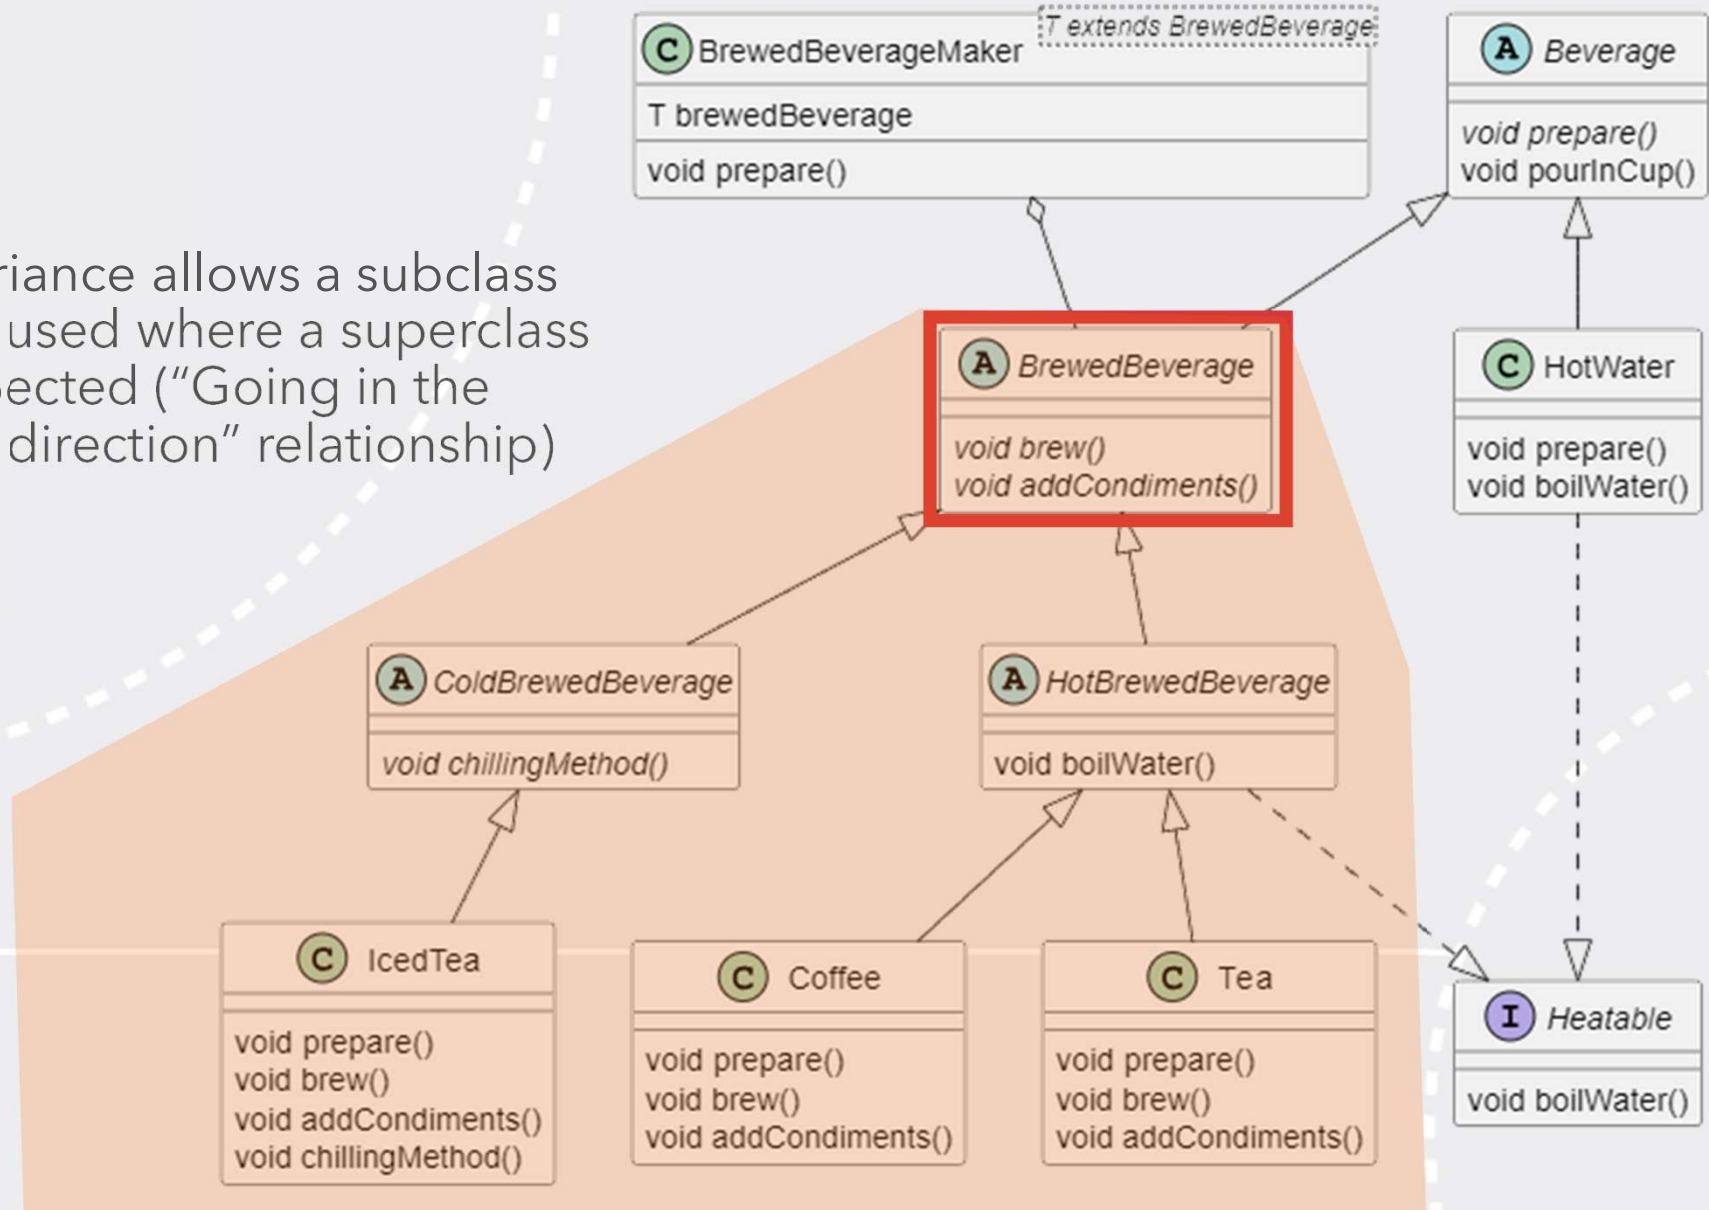 T extends BrewedBeverage
C BrewedBeverageMaker
T brewedBeverage
void prepare()
A Beverage
void prepare()
void pourInCup()
riance allows a subclass
used where a superclass
ected ("Going in the
direction" relationship)
A BrewedBeverage
void brew()
void addCondiments()
C HotWater
void prepare()
void boilWater()
A ColdBrewedBeverage
void chillingMethod()
A HotBrewedBeverage
void boilWater()
C IcedTea
void prepare()
void brew()
void addCondiments()
void chillingMethod()
C Coffee
void prepare()
void brew()
void addCondiments()
C Tea
void prepare()
void brew()
void addCondiments()
I Heatable
void boilWater()